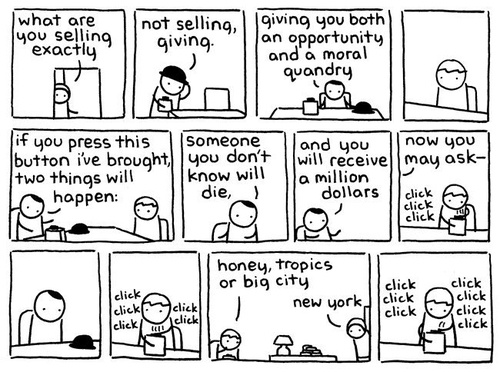 what are
you selling
exactly
not selling,
giving.
giving you both
an opportunity
and a moral
quandry
if you press this
button i've brought,
two things will
happen:
someone
you don't
know will
die,
and you
will receive
a million
dollars
now you
may ask-
click
click
click
click
click
click
click
click
honey, tropics
or big city
new york
click
click
click
click
click
click
click